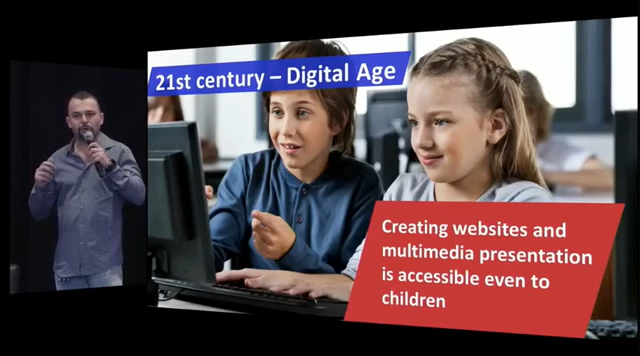 21st century – Digital Age
Creating websites and
multimedia presentation
is accessible even to
children